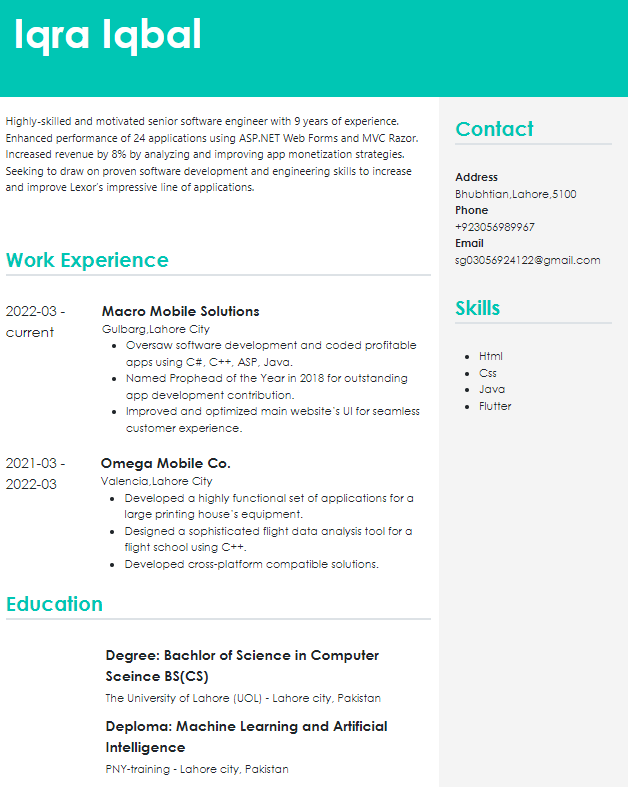 Iqra Iqbal
Highly-skilled and motivated senior software engineer with 9 years of experience.
Enhanced performance of 24 applications using ASP.NET Web Forms and MVC Razor.
Increased revenue by 8% by analyzing and improving app monetization strategies.
Seeking to draw on proven software development and engineering skills to increase
and improve Lexor's impressive line of applications.
Work Experience
2022-03 -
current
Macro Mobile Solutions
Gulbarg,Lahore City
• Oversaw software development and coded profitable
apps using C#, C++, ASP, Java.
• Named Prophead of the Year in 2018 for outstanding
app development contribution.
• Improved and optimized main website's UI for seamless
customer experience.
2021-03 -
2022-03
Omega Mobile Co.
Valencia,Lahore City
• Developed a highly functional set of applications for a
large printing house's equipment.
• Designed a sophisticated flight data analysis tool for a
flight school using C++.
• Developed cross-platform compatible solutions.
Education
Degree: Bachlor of Science in Computer
Sceince BS(CS)
The University of Lahore (UOL) - Lahore city, Pakistan
Deploma: Machine Learning and Artificial
Intelligence
PNY-training - Lahore city, Pakistan
Contact
Address
Bhubhtian,Lahore,5100
Phone
+923056989967
Email
sg03056924122@gmail.com
Skills
• Html
• Css
• Java
• Flutter